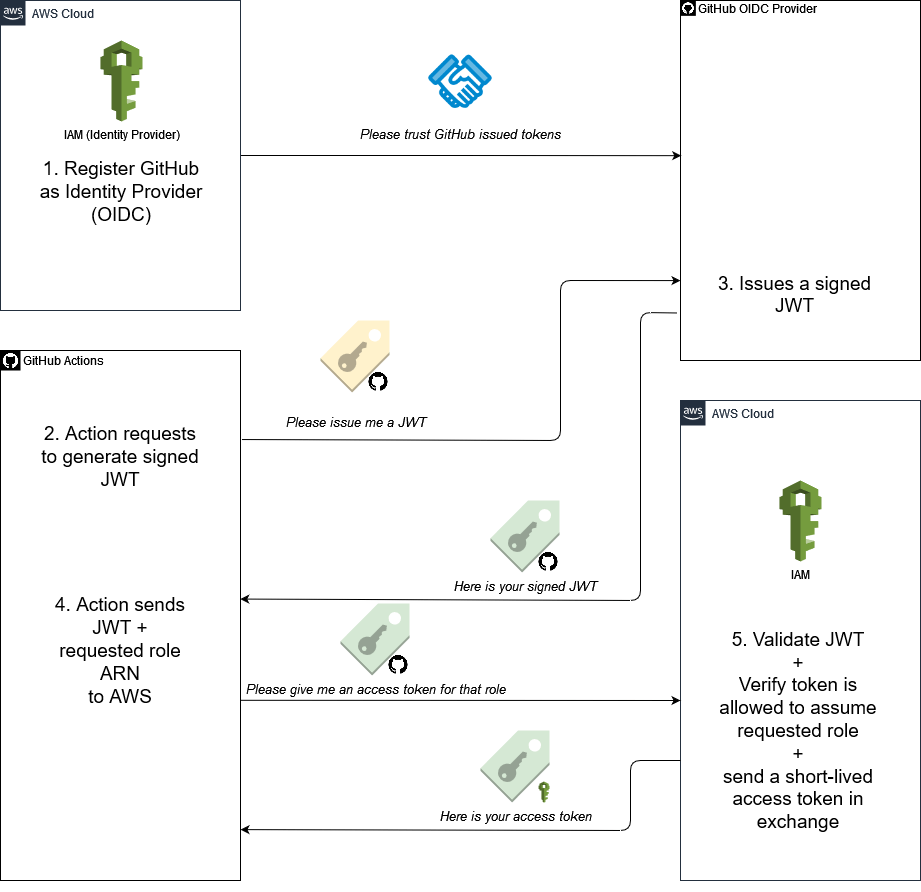 aws
AWS Cloud
IAM (Identity Provider)
1. Register GitHub
as Identity Provider
(OIDC)
Please trust GitHub issued tokens
GitHub OIDC Provider
3. Issues a signed
JWT
GitHub Actions
2. Action requests
to generate signed
JWT
Please issue me a JWT
Here is your signed JWT
4. Action sends
JWT +
requested role
ARN
to AWS
Please give me an access token for that role
Here is your access token
aws
AWS Cloud
IAM
5. Validate JWT
+
Verify token is
allowed to assume
requested role
+
send a short-lived
access token in
exchange